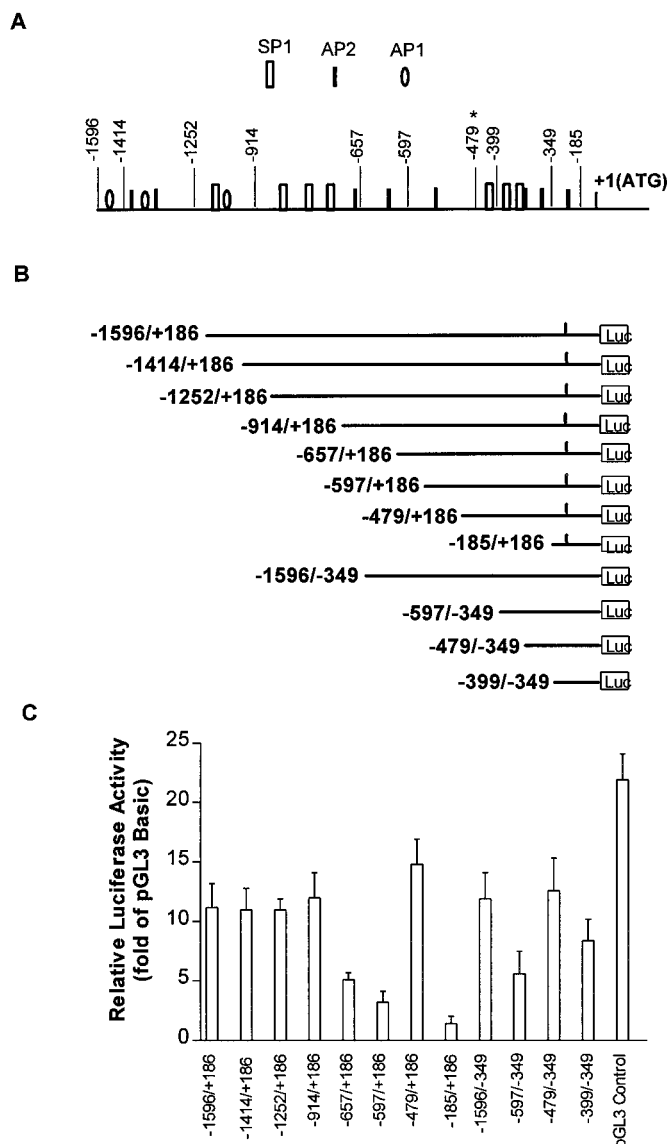 A
SP1 AP2 AP1
-1596 -1414 -1252 -914 -657 -597 -479 * -399 -349 -185 +1(ATG)
B
-1596/+186 Luc
-1414/+186 Luc
-1252/+186 Luc
-914/+186 Luc
-657/+186 Luc
-597/+186 Luc
-479/+186 Luc
-185/+186 Luc
-1596/-349 Luc
-597/-349 Luc
-479/-349 Luc
-399/-349 Luc
C
Relative Luciferase Activity
(fold of pGL3 Basic)
25
20
15
10
5
0
-1596/+186 -1414/+186 -1252/+186 -914/+186 -657/+186 -597/+186 -479/+186 -185/+186 -1596/-349 -597/-349 -479/-349 -399/-349 pGL3 Control